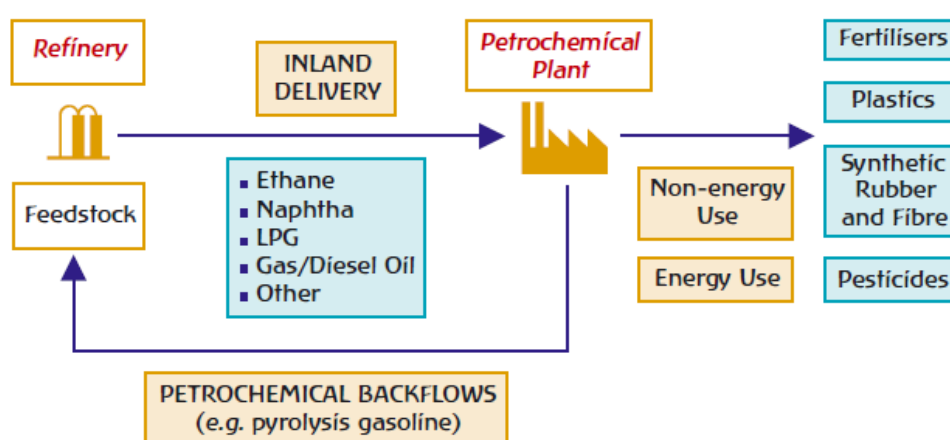 Refinery
INLAND
DELIVERY
Petrochemical
Plant
Fertilisers
Plastics
Synthetic
Rubber
and Fibre
Pesticides
Feedstock
▪ Ethane
▪ Naphtha
▪ LPG
▪ Gas/Diesel Oil
▪ Other
Non-energy
Use
Energy Use
PETROCHEMICAL BACKFLOWS
(e.g. pyrolysis gasoline)